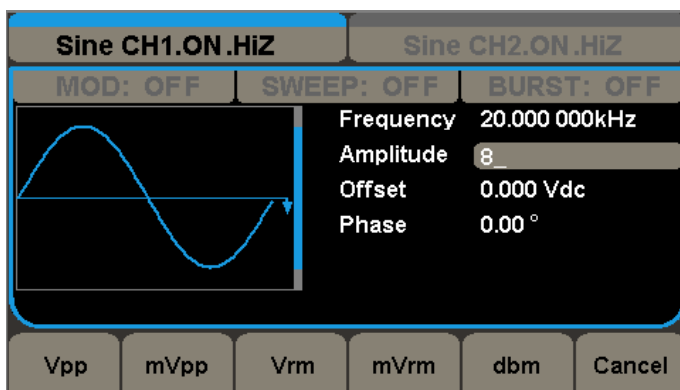 Sine CH1.ON.HiZ Sine CH2.ON.HiZ
MOD: OFF SWEEP: OFF BURST: OFF
Frequency 20.000 000kHz
Amplitude 8_
Offset 0.000 Vdc
Phase 0.00 °
Vpp mVpp Vrm mVrm dbm Cancel